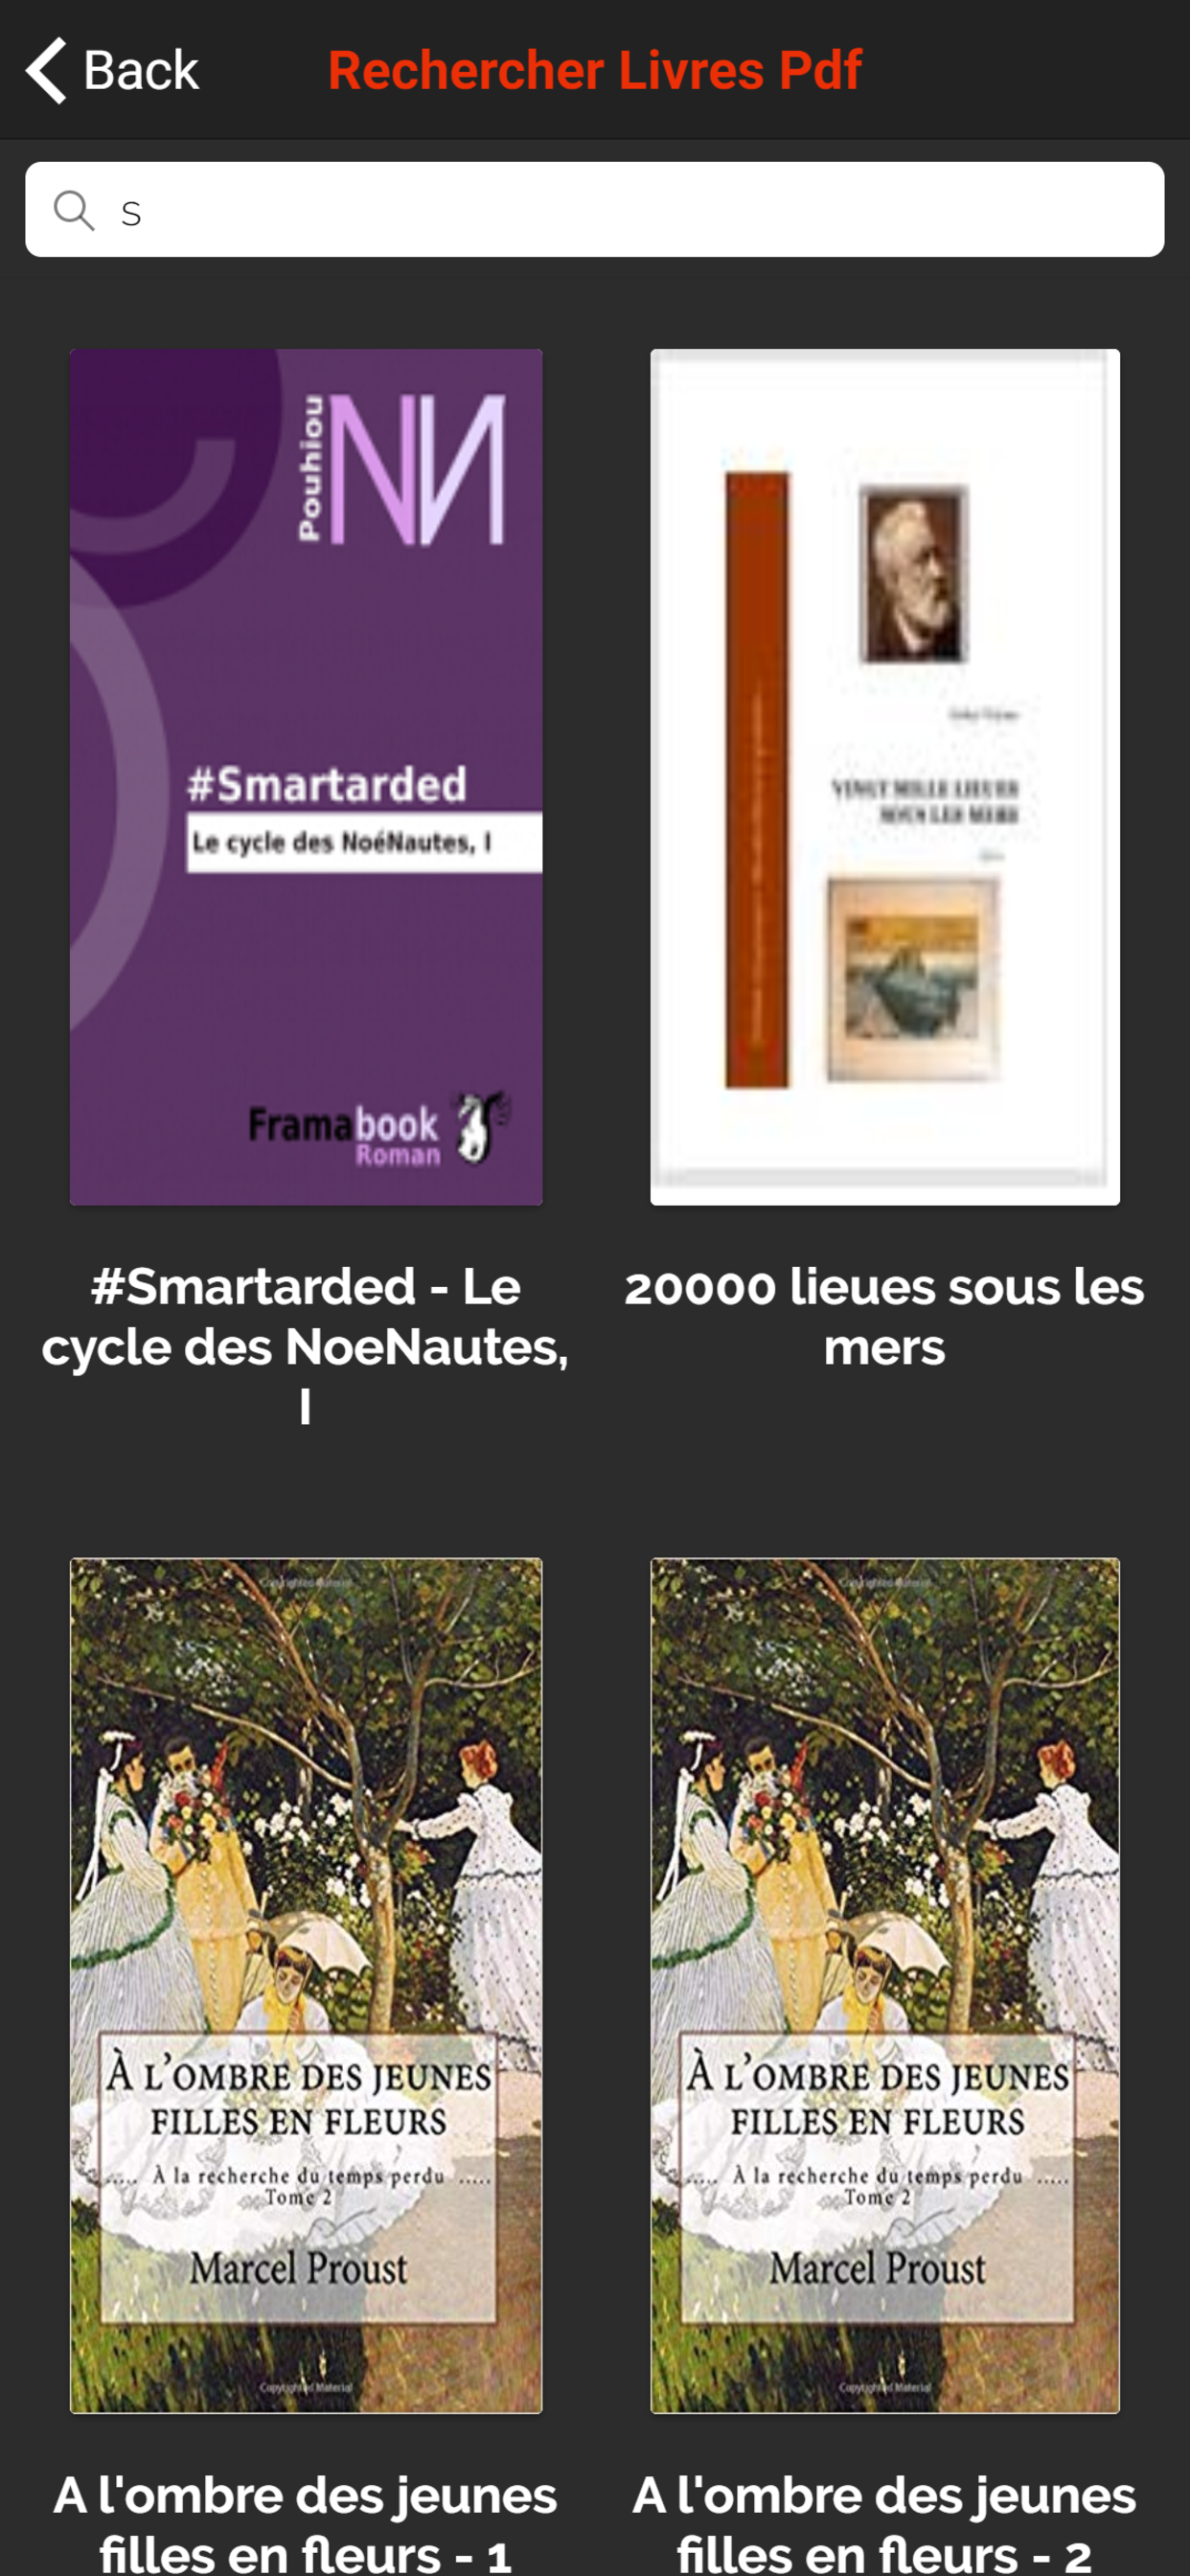 Back
Rechercher Livres Pdf
s
Pouhiou
NN
#Smartarded
Le cycle des NoéNautes, I
Framabook
Roman
VINGT MILLE LIEUES
SOUS LES MERS
#Smartarded - Le
cycle des NoeNautes,
I
20000 lieues sous les
mers
Copyrighted Material
À L'OMBRE DES JEUNES
FILLES EN FLEURS
..... À la recherche du temps perdu .....
Tome 2
Marcel Proust
Copyrighted Material
Copyrighted Material
À L'OMBRE DES JEUNES
FILLES EN FLEURS
..... À la recherche du temps perdu .....
Tome 2
Marcel Proust
Copyrighted Material
A l'ombre des jeunes
filles en fleurs - 1
A l'ombre des jeunes
filles en fleurs - 2